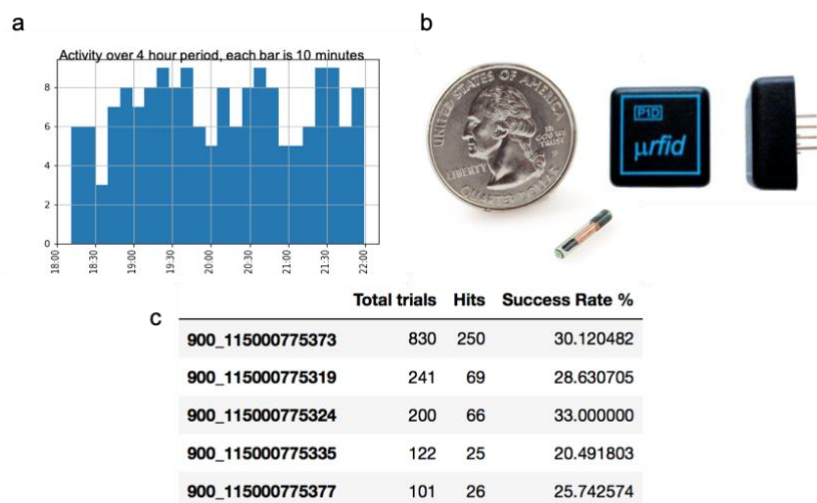 a
Activity over 4 hour period, each bar is 10 minutes
8
6
4
2
0
18:00
18:30
19:00
19:30
20:00
20:30
21:00
21:30
22:00
b
UNITED STATES OF AMERICA
LIBERTY
IN
GOD WE
TRUST
QUARTER DOLLAR
P1D
µrfid
c
Total trials Hits Success Rate %
900_115000775373 830 250 30.120482
900_115000775319 241 69 28.630705
900_115000775324 200 66 33.000000
900_115000775335 122 25 20.491803
900_115000775377 101 26 25.742574